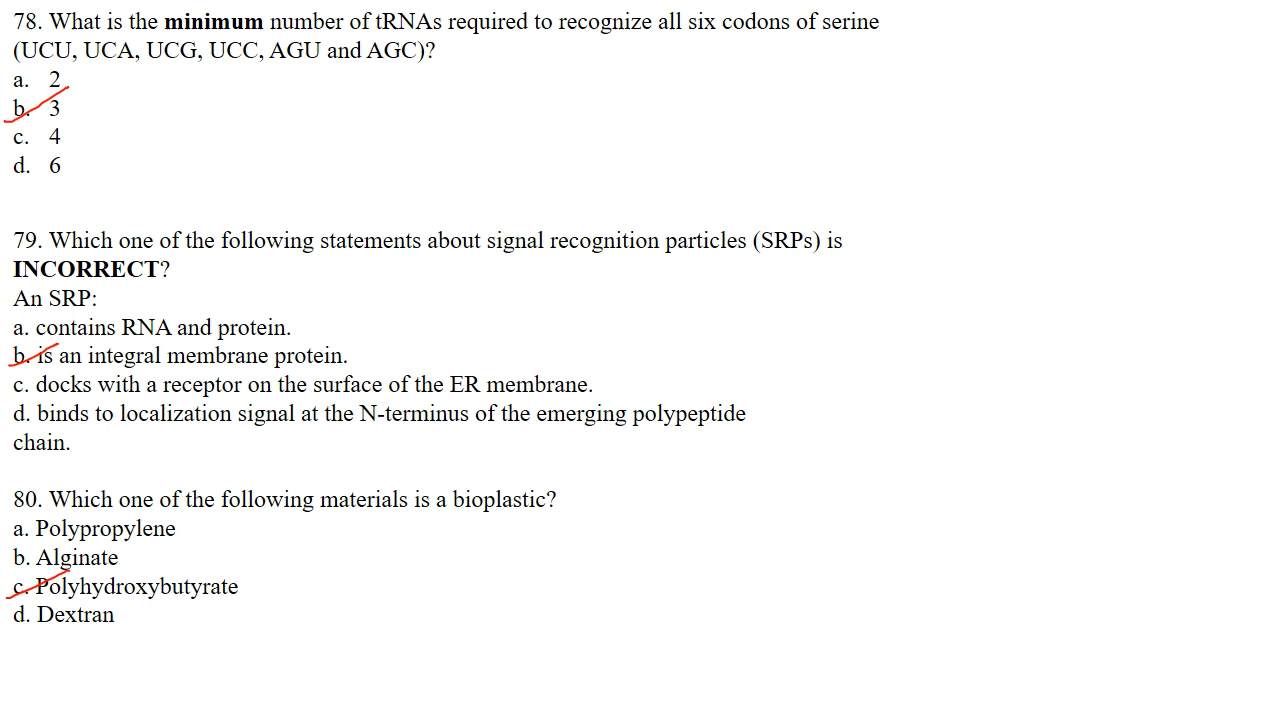 78. What is the minimum number of tRNAs required to recognize all six codons of serine
(UCU, UCA, UCG, UCC, AGU and AGC)?
a. 2
b. 3
c. 4
d. 6
79. Which one of the following statements about signal recognition particles (SRPs) is
INCORRECT?
An SRP:
a. contains RNA and protein.
b. is an integral membrane protein.
c. docks with a receptor on the surface of the ER membrane.
d. binds to localization signal at the N-terminus of the emerging polypeptide
chain.
80. Which one of the following materials is a bioplastic?
a. Polypropylene
b. Alginate
c. Polyhydroxybutyrate
d. Dextran